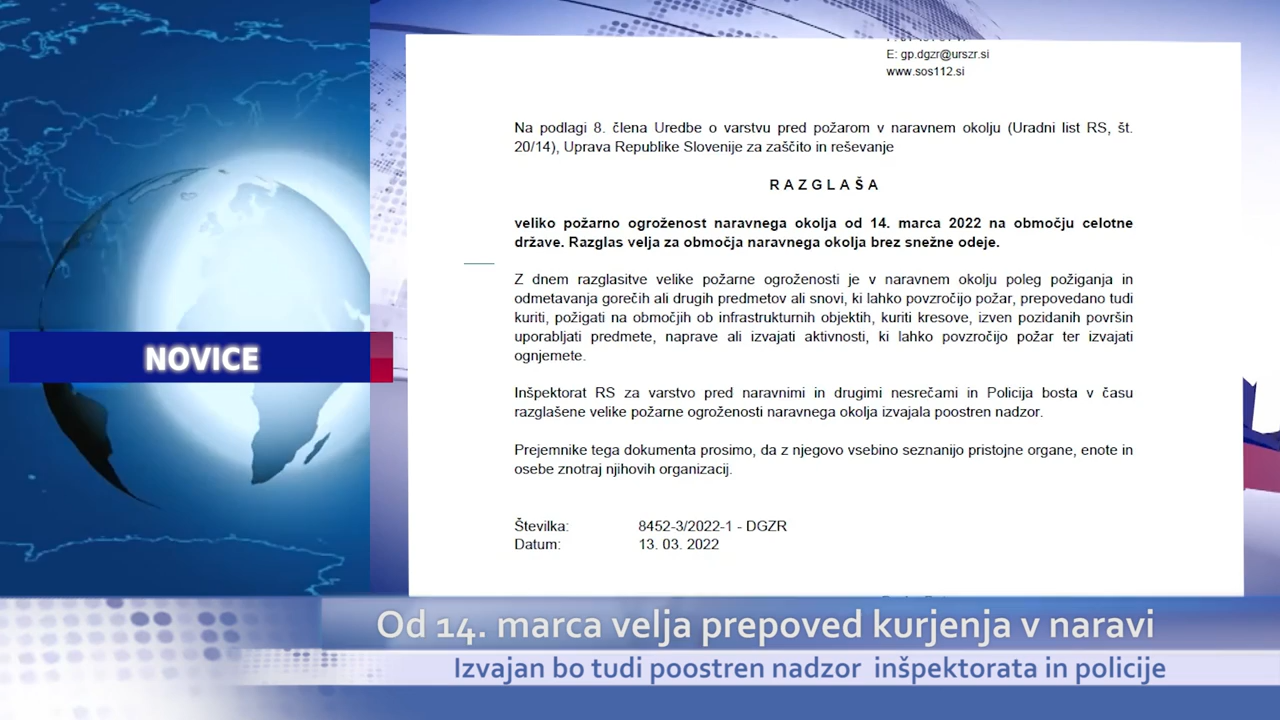 E: gp.dgzr@urszr.si
www.sos112.si
Na podlagi 8. člena Uredbe o varstvu pred požarom v naravnem okolju (Uradni list RS, št.
20/14), Uprava Republike Slovenije za zaščito in reševanje
R A Z G L A Š A
veliko požarno ogroženost naravnega okolja od 14. marca 2022 na območju celotne
države. Razglas velja za območja naravnega okolja brez snežne odeje.
Z dnem razglasitve velike požarne ogroženosti je v naravnem okolju poleg požiganja in
odmetavanja gorečih ali drugih predmetov ali snovi, ki lahko povzročijo požar, prepovedano tudi
kuriti, požigati na območjih ob infrastrukturnih objektih, kuriti kresove, izven pozidanih površin
uporabljati predmete, naprave ali izvajati aktivnosti, ki lahko povzročijo požar ter izvajati
ognjemete.
Inšpektorat RS za varstvo pred naravnimi in drugimi nesrečami in Policija bosta v času
razglašene velike požarne ogroženosti naravnega okolja izvajala poostren nadzor.
Prejemnike tega dokumenta prosimo, da z njegovo vsebino seznanijo pristojne organe, enote in
osebe znotraj njihovih organizacij.
Številka: 8452-3/2022-1 - DGZR
Datum: 13. 03. 2022
NOVICE
Od 14. marca velja prepoved kurjenja v naravi
Izvajan bo tudi poostren nadzor inšpektorata in policije